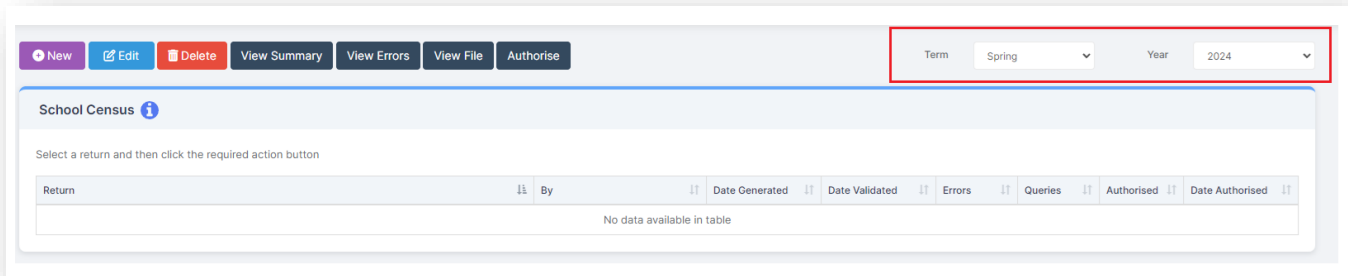 New Edit Delete View Summary View Errors View File Authorise Term Spring Year 2024
School Census
Select a return and then click the required action button
Return By Date Generated Date Validated Errors Queries Authorised Date Authorised
No data available in table